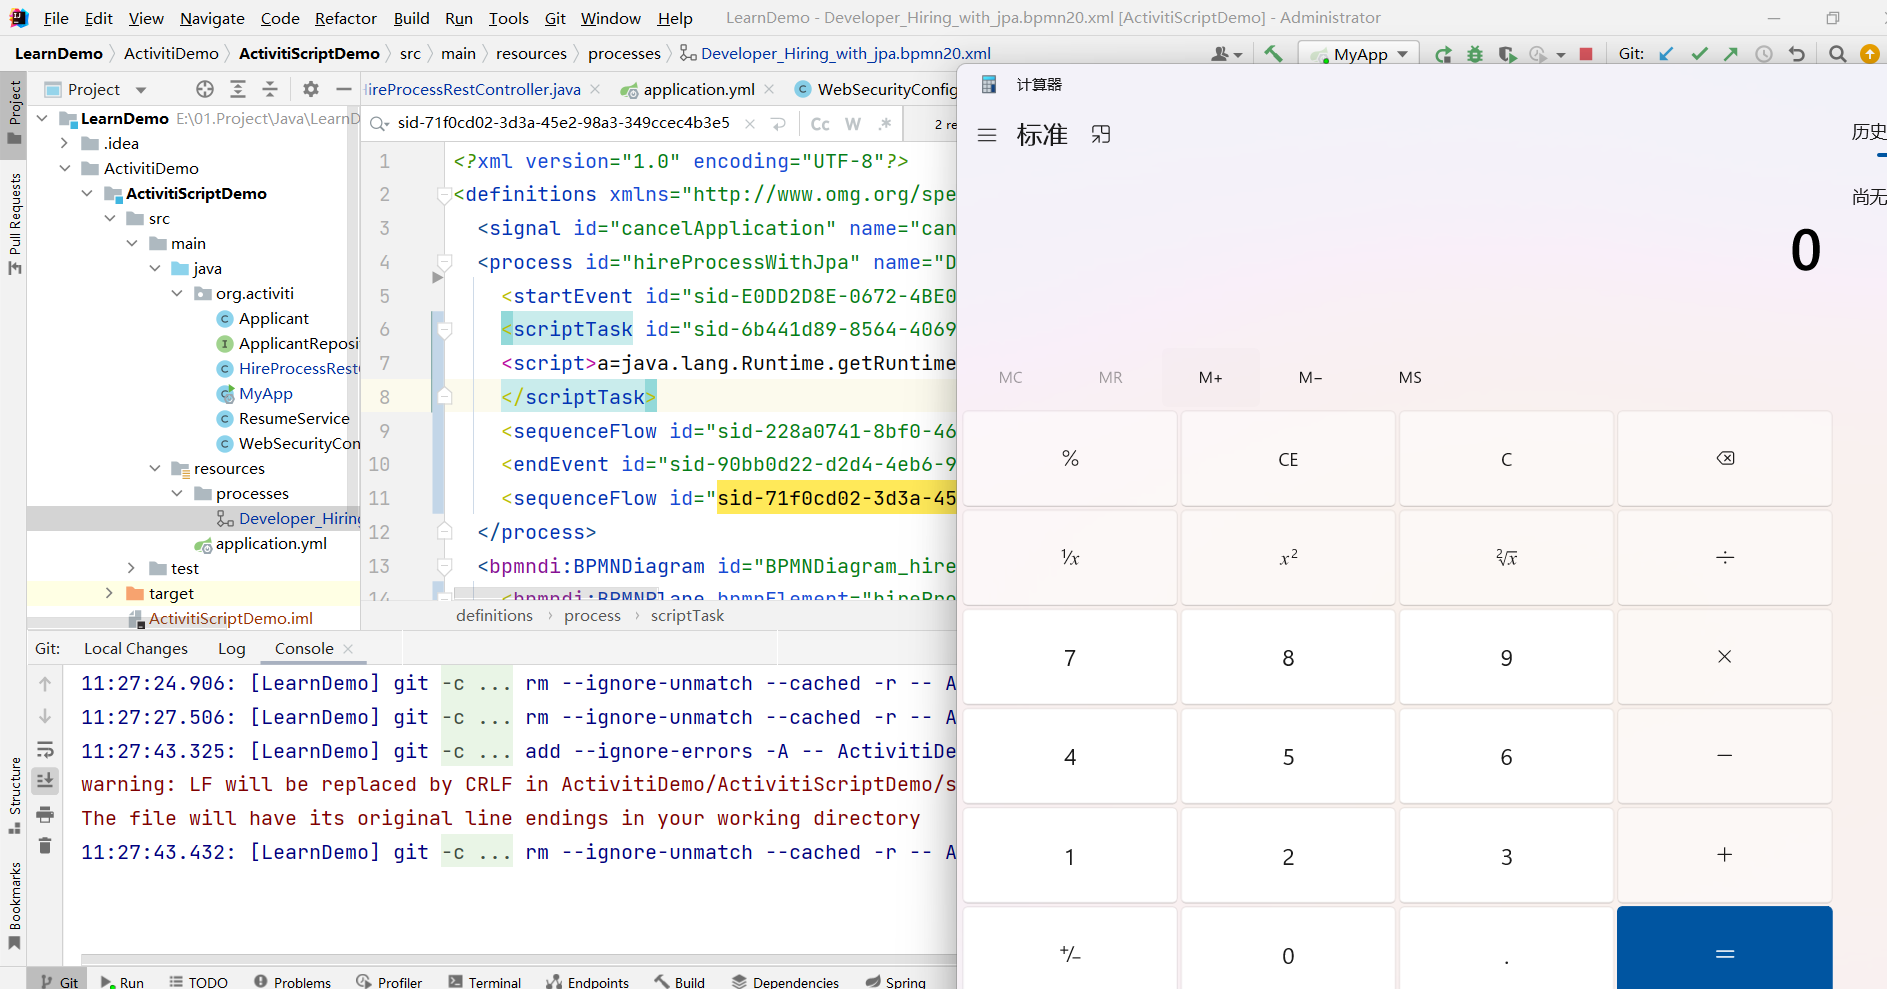 File Edit View Navigate Code Refactor Build Run Tools Git Window Help LearnDemo - Developer_Hiring_with_jpa.bpmn20.xml [ActivitiScriptDemo] - Administrator
LearnDemo ActivitiDemo ActivitiScriptDemo src main resources processes Developer_Hiring_with_jpa.bpmn20.xml MyApp Git:
Project
HireProcessRestController.java application.yml WebSecurityConfig
sid-71f0cd02-3d3a-45e2-98a3-349ccec4b3e5 Cc W .* 2 re
Project
Pull Requests
Structure
Bookmarks
LearnDemo E:\01.Project\Java\LearnD
.idea
ActivitiDemo
ActivitiScriptDemo
src
main
java
org.activiti
Applicant
ApplicantReposi
HireProcessRest
MyApp
ResumeService
WebSecurityCon
resources
processes
Developer_Hiring
application.yml
test
target
ActivitiScriptDemo.iml
1 <?xml version="1.0" encoding="UTF-8"?>
2 <definitions xmlns="http://www.omg.org/spe
3 <signal id="cancelApplication" name="can
4 <process id="hireProcessWithJpa" name="D
5 <startEvent id="sid-E0DD2D8E-0672-4BE0
6 <scriptTask id="sid-6b441d89-8564-4069
7 <script>a=java.lang.Runtime.getRuntime
8 </scriptTask>
9 <sequenceFlow id="sid-228a0741-8bf0-46
10 <endEvent id="sid-90bb0d22-d2d4-4eb6-9
11 <sequenceFlow id="sid-71f0cd02-3d3a-45
12 </process>
13 <bpmndi:BPMNDiagram id="BPMNDiagram_hire
14 <bpmndi:BPMNPlane bpmnElement="hirePro
definitions process scriptTask
Git: Local Changes Log Console
11:27:24.906: [LearnDemo] git -c ... rm --ignore-unmatch --cached -r -- A
11:27:27.506: [LearnDemo] git -c ... rm --ignore-unmatch --cached -r -- A
11:27:43.325: [LearnDemo] git -c ... add --ignore-errors -A -- ActivitiDe
warning: LF will be replaced by CRLF in ActivitiDemo/ActivitiScriptDemo/s
The file will have its original line endings in your working directory
11:27:43.432: [LearnDemo] git -c ... rm --ignore-unmatch --cached -r -- A
Git Run TODO Problems Profiler Terminal Endpoints Build Dependencies Spring
计算器
标准
历史
尚无
0
MC MR M+ M− MS
% CE C
¹/x x² ²√x ÷
7 8 9 ×
4 5 6 −
1 2 3 +
+/− 0 . =